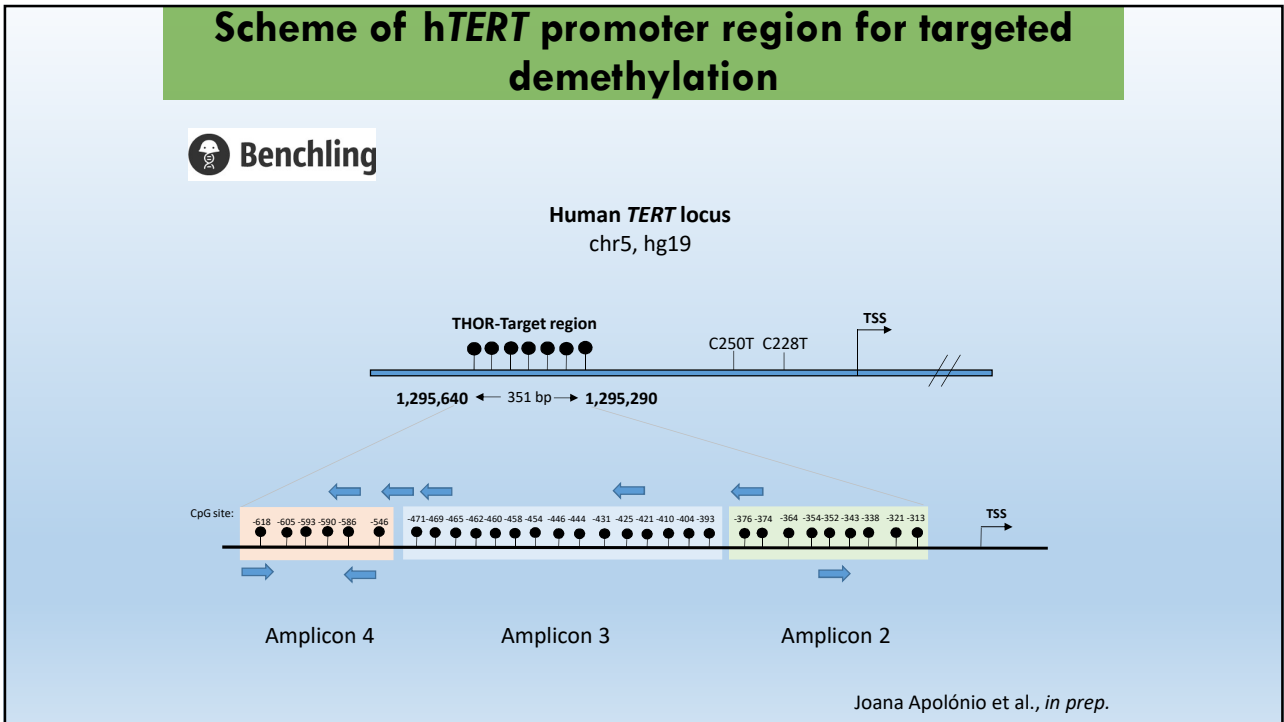 Scheme of hTERT promoter region for targeted
demethylation
Benchling
Human TERT locus
chr5, hg19
THOR-Target region
C250T C228T
TSS
1,295,640 351 bp 1,295,290
CpG site:
-618 -605 -593 -590 -586 -546 -471 -469 -465 -462 -460 -458 -454 -446 -444 -431 -425 -421 -410 -404 -393 -376 -374 -364 -354 -352 -343 -338 -321 -313
TSS
Amplicon 4 Amplicon 3 Amplicon 2
Joana Apolónio et al., in prep.